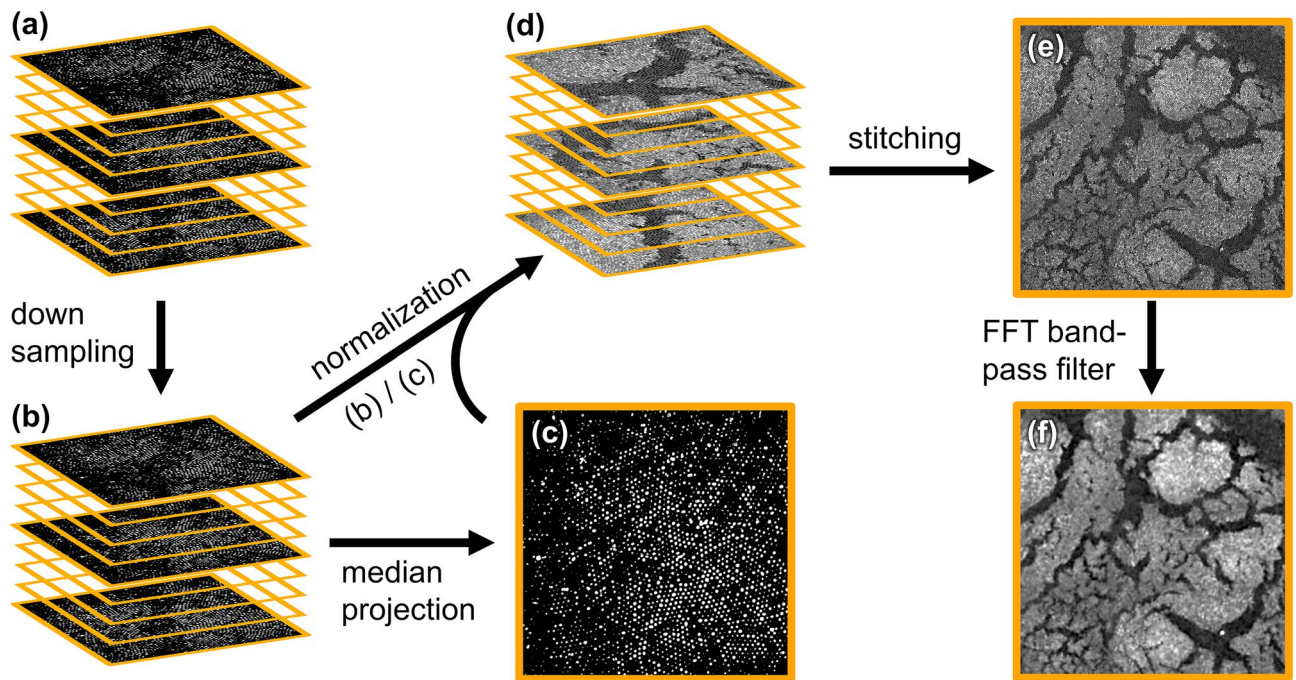 (a)
(d)
(e)
stitching
down
sampling
normalization
(b) / (c)
FFT band-
pass filter
(b)
(c)
(f)
median
projection